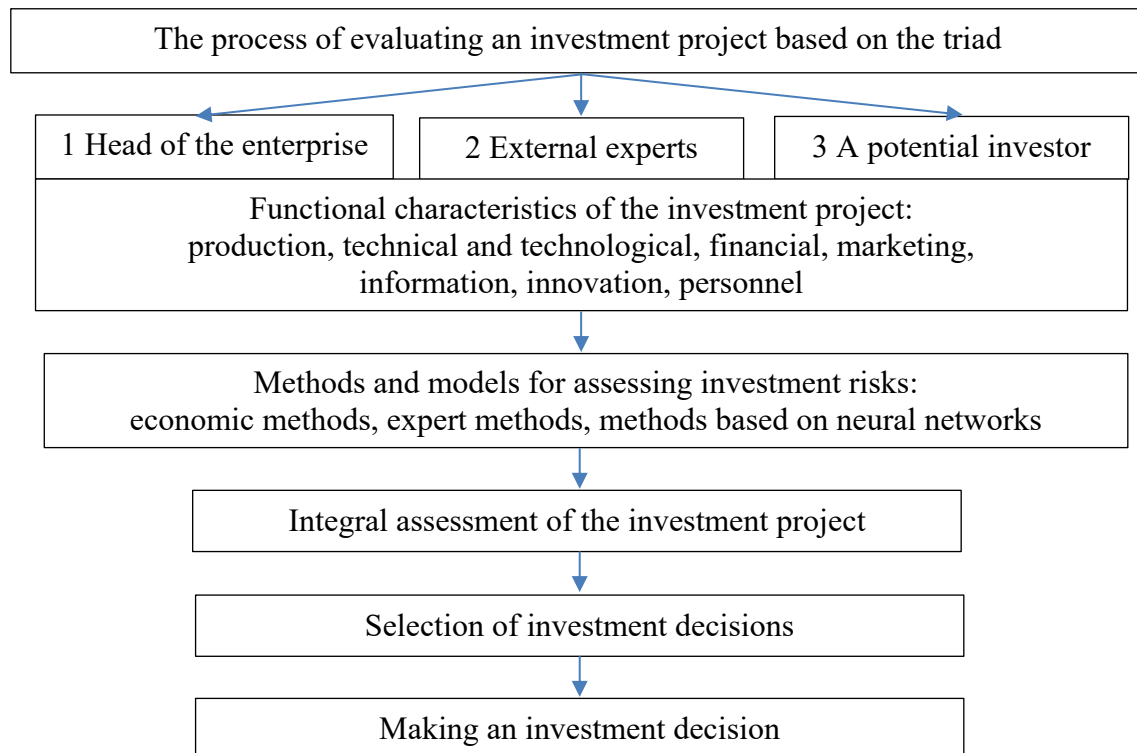 The process of evaluating an investment project based on the triad
1 Head of the enterprise
2 External experts
3 A potential investor
Functional characteristics of the investment project:
production, technical and technological, financial, marketing,
information, innovation, personnel
Methods and models for assessing investment risks:
economic methods, expert methods, methods based on neural networks
Integral assessment of the investment project
Selection of investment decisions
Making an investment decision